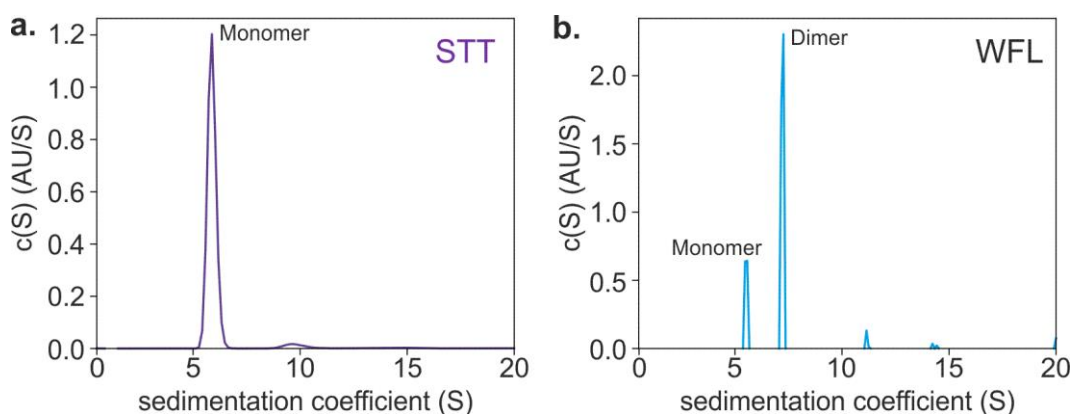 a.
STT
Monomer
c(S) (AU/S)
1.2
1.0
0.8
0.6
0.4
0.2
0.0
0 5 10 15 20
sedimentation coefficient (S)
b.
WFL
Dimer
Monomer
c(S) (AU/S)
2.0
1.5
1.0
0.5
0.0
0 5 10 15 20
sedimentation coefficient (S)